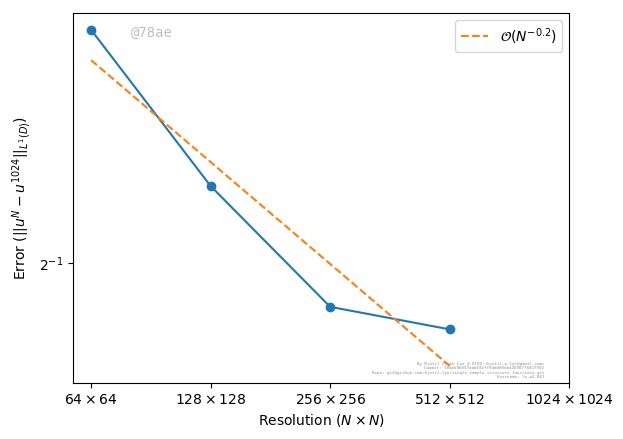 @78ae
𝒪(N^{-0.2})
Error (||u^N − u^{1024}||_{L^1(D)})
2^{-1}
64 × 64
128 × 128
256 × 256
512 × 512
1024 × 1024
Resolution (N × N)